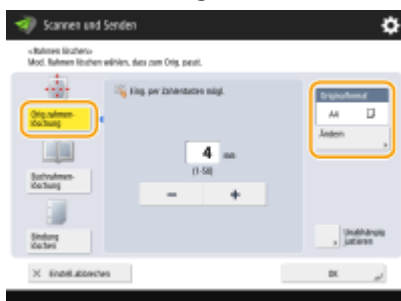 Scannen und Senden
<Rahmen löschen>
Mod. Rahmen löschen wählen, dass zum Orig. passt.
Orig.rahmen-
löschung
Eing. per Zahlentasten mögl.
Originalformat
A4
Ändern
4 mm
(1-50)
Buchrahmen-
löschung
− +
Bindung
löschen
Unabhängig
justieren
× Einstell. abbrechen
OK